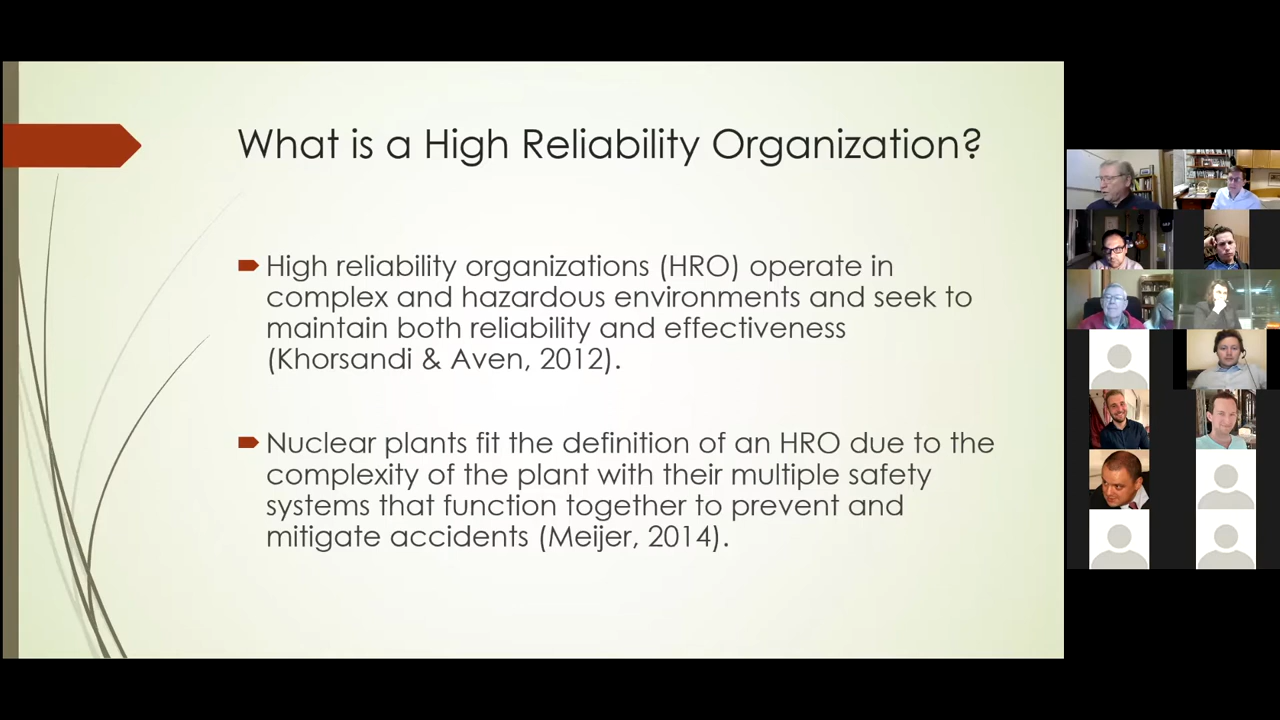 What is a High Reliability Organization?
High reliability organizations (HRO) operate in
complex and hazardous environments and seek to
maintain both reliability and effectiveness
(Khorsandi & Aven, 2012).
Nuclear plants fit the definition of an HRO due to the
complexity of the plant with their multiple safety
systems that function together to prevent and
mitigate accidents (Meijer, 2014).